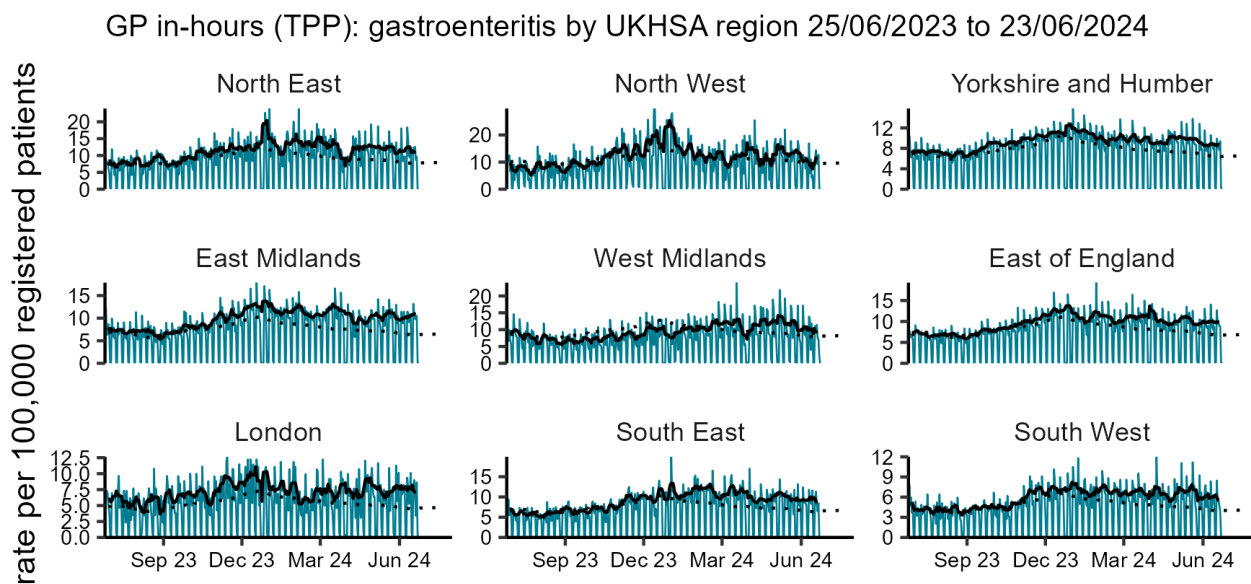 GP in-hours (TPP): gastroenteritis by UKHSA region 25/06/2023 to 23/06/2024
rate per 100,000 registered patients
North East
North West
Yorkshire and Humber
20
15
10
5
0
20
10
0
12
8
4
0
East Midlands
West Midlands
East of England
15
10
5
0
20
15
10
5
0
15
10
5
0
London
South East
South West
12.5
10.0
7.5
5.0
2.5
0.0
15
10
5
0
12
9
6
3
0
Sep 23 Dec 23 Mar 24 Jun 24
Sep 23 Dec 23 Mar 24 Jun 24
Sep 23 Dec 23 Mar 24 Jun 24